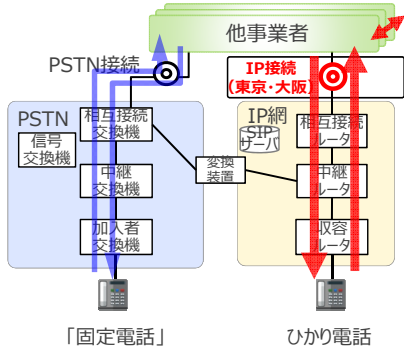 他事業者
PSTN接続
IP接続
(東京・大阪)
PSTN
相互接続
交換機
信号
交換機
中継
交換機
加入者
交換機
変換
装置
IP網
SIP
サーバ
相互接続
ルータ
中継
ルータ
収容
ルータ
「固定電話」
ひかり電話